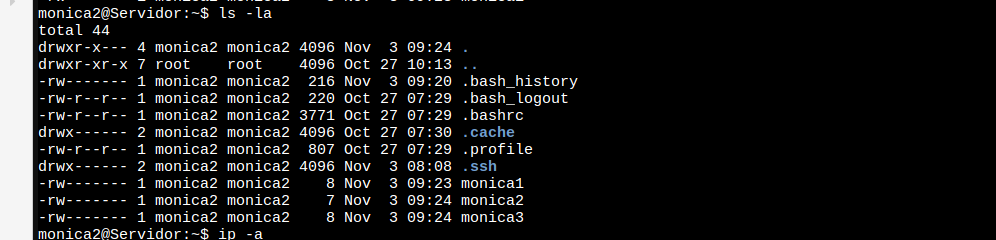 monica2@Servidor:~$ ls -la
total 44
drwxr-x--- 4 monica2 monica2 4096 Nov  3 09:24 .
drwxr-xr-x 7 root    root    4096 Oct 27 10:13 ..
-rw------- 1 monica2 monica2  216 Nov  3 09:20 .bash_history
-rw-r--r-- 1 monica2 monica2  220 Oct 27 07:29 .bash_logout
-rw-r--r-- 1 monica2 monica2 3771 Oct 27 07:29 .bashrc
drwx------ 2 monica2 monica2 4096 Oct 27 07:30 .cache
-rw-r--r-- 1 monica2 monica2  807 Oct 27 07:29 .profile
drwx------ 2 monica2 monica2 4096 Nov  3 08:08 .ssh
-rw------- 1 monica2 monica2    8 Nov  3 09:23 monica1
-rw------- 1 monica2 monica2    7 Nov  3 09:24 monica2
-rw------- 1 monica2 monica2    8 Nov  3 09:24 monica3
monica2@Servidor:~$ ip -a